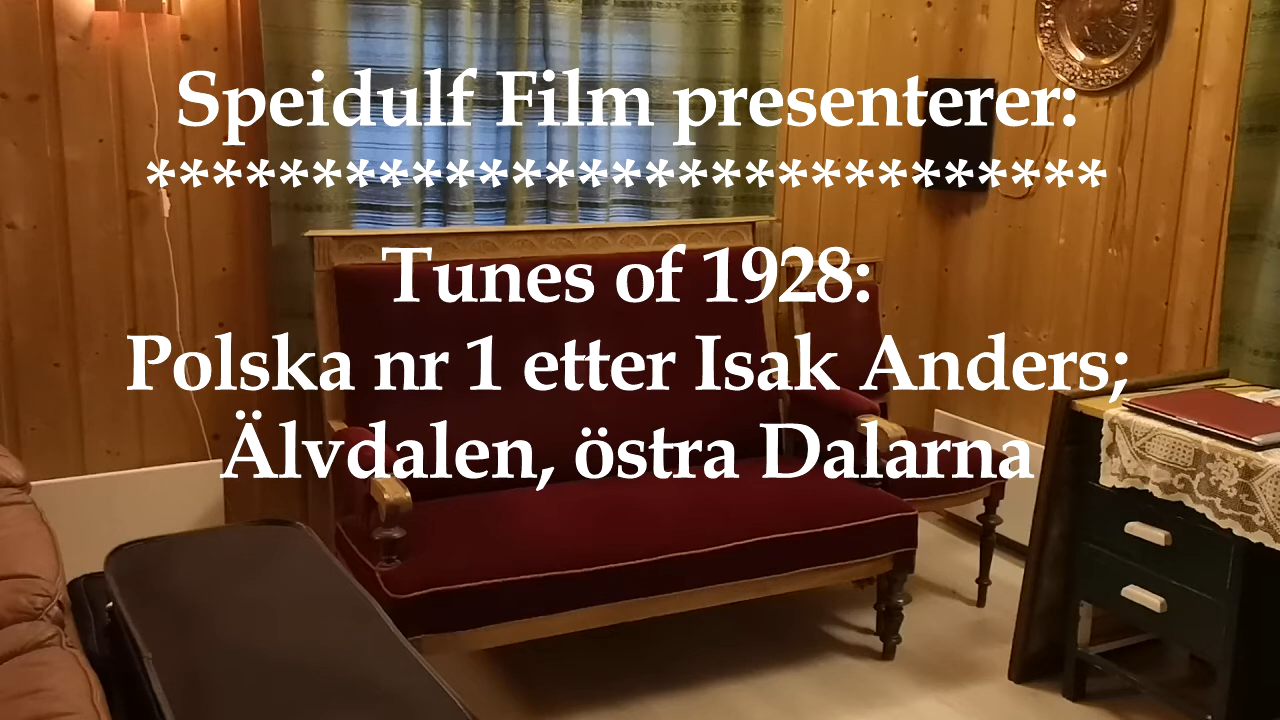 Speidulf Film presenterer:
*****************************
Tunes of 1928:
Polska nr 1 etter Isak Anders;
Älvdalen, östra Dalarna